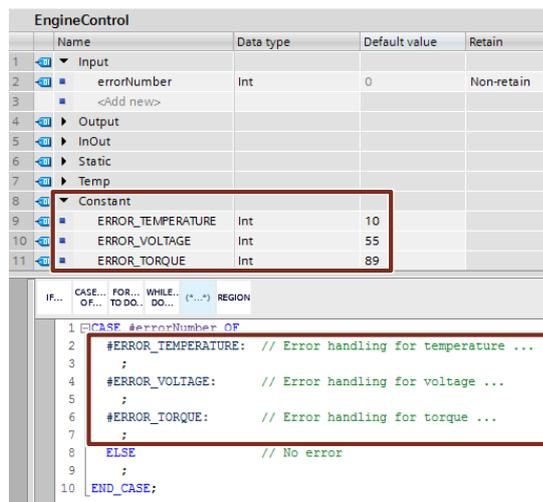 EngineControl
Name Data type Default value Retain
1 Input
2 errorNumber Int 0 Non-retain
3 <Add new>
4 Output
5 InOut
6 Static
7 Temp
8 Constant
9 ERROR_TEMPERATURE Int 10
10 ERROR_VOLTAGE Int 55
11 ERROR_TORQUE Int 89
IF... CASE... OF... FOR... TO DO.. WHILE.. DO... (*...*) REGION
1 CASE #errorNumber OF
2 #ERROR_TEMPERATURE: // Error handling for temperature ...
3 ;
4 #ERROR_VOLTAGE: // Error handling for voltage ...
5 ;
6 #ERROR_TORQUE: // Error handling for torque ...
7 ;
8 ELSE // No error
9 ;
10 END_CASE;